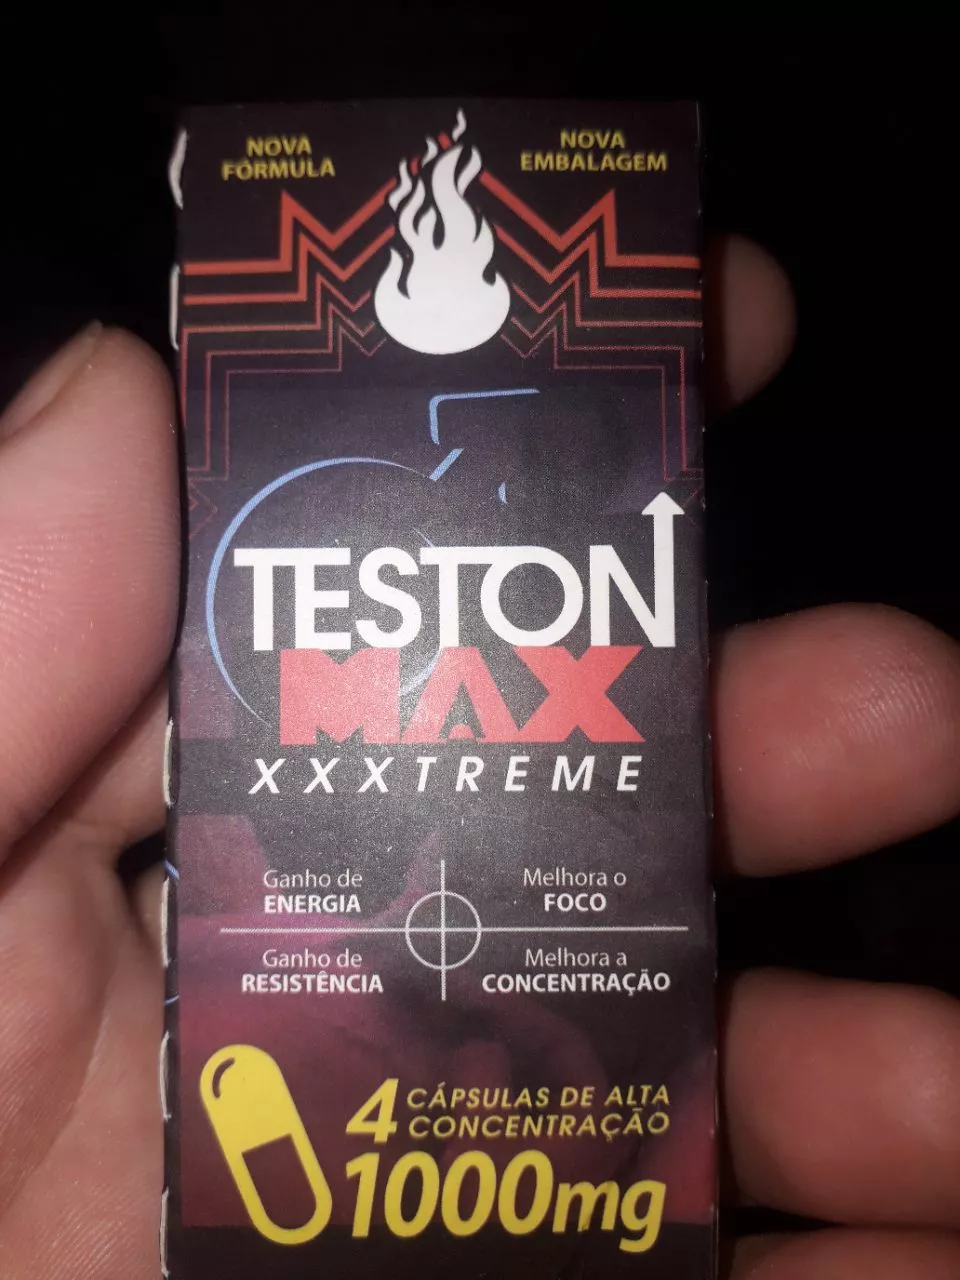 NOVA
FÓRMULA
NOVA
EMBALAGEM
TESTON
MAX
XXXTREME
Ganho de
ENERGIA
Melhora o
FOCO
Ganho de
RESISTÊNCIA
Melhora a
CONCENTRAÇÃO
4 CÁPSULAS DE ALTA
CONCENTRAÇÃO
1000mg